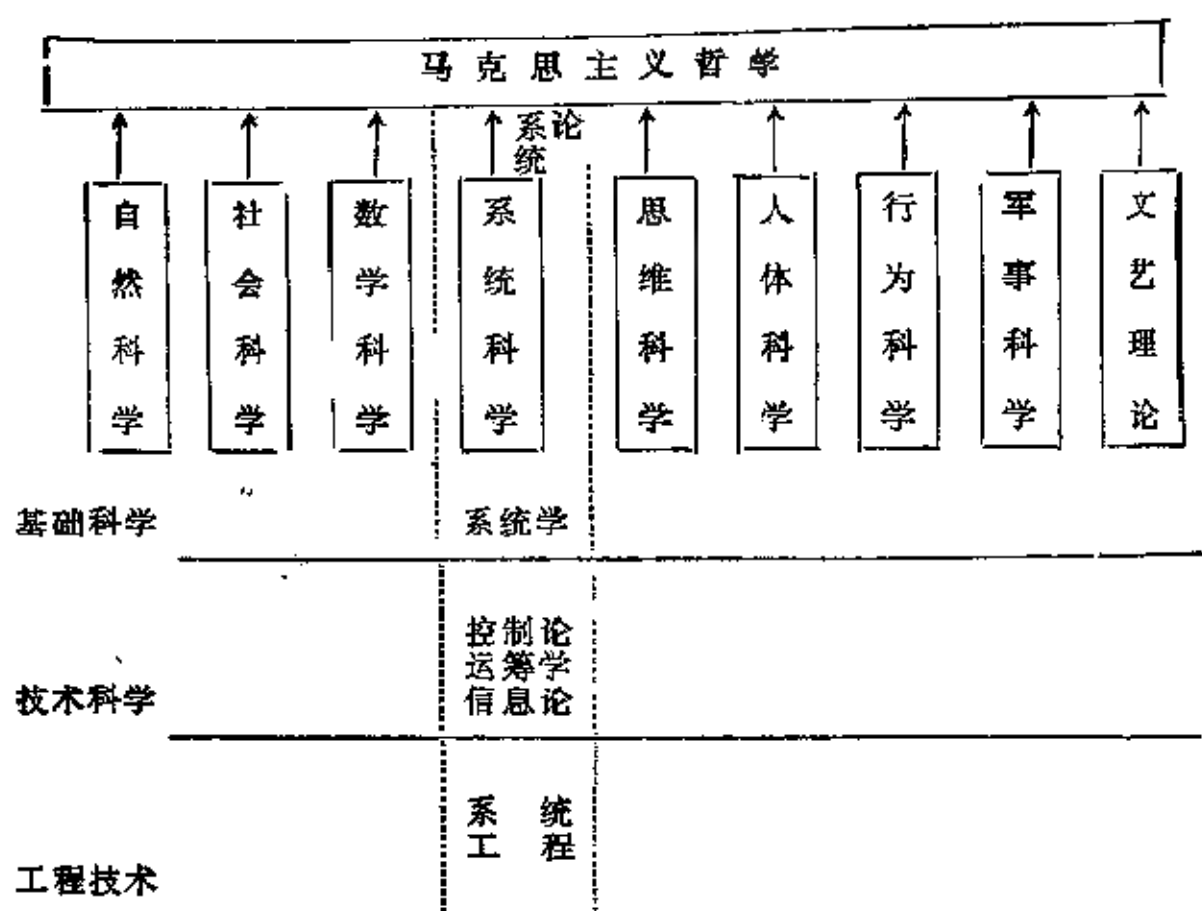 马克思主义哲学
系统论
自然科学
社会科学
数学科学
系统科学
思维科学
人体科学
行为科学
军事科学
文艺理论
基础科学
系统学
控制论
运筹学
信息论
技术科学
系统
工程
工程技术